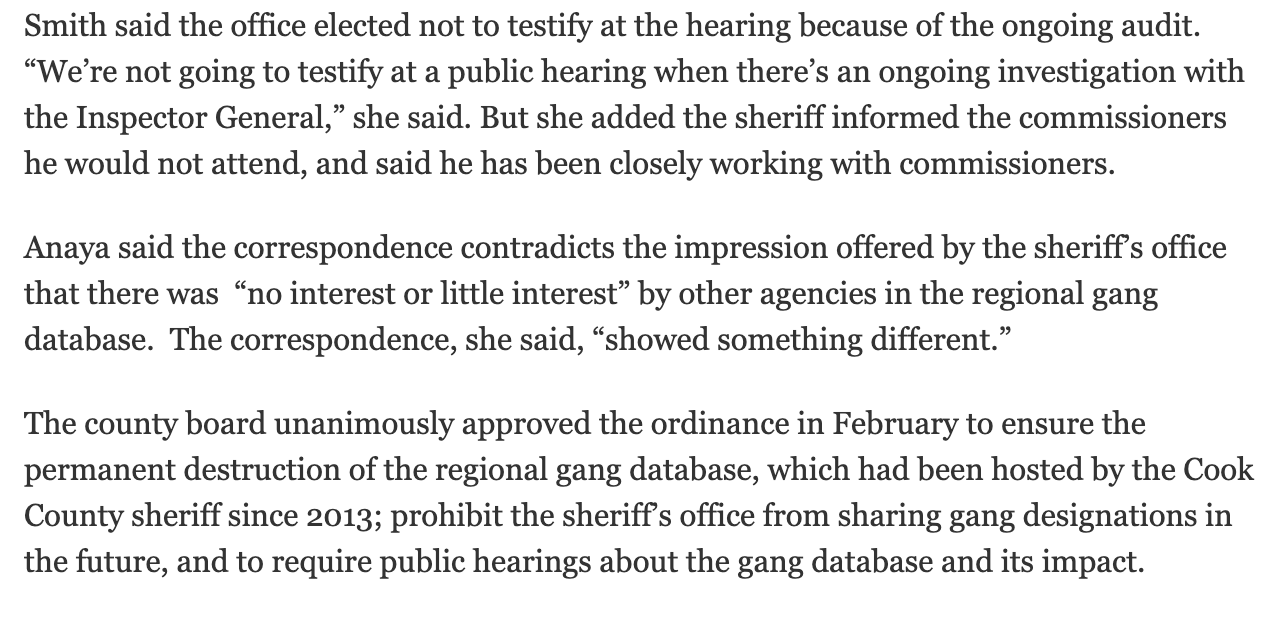 Smith said the office elected not to testify at the hearing because of the ongoing audit.
“We’re not going to testify at a public hearing when there’s an ongoing investigation with
the Inspector General,” she said. But she added the sheriff informed the commissioners
he would not attend, and said he has been closely working with commissioners.
Anaya said the correspondence contradicts the impression offered by the sheriff’s office
that there was  “no interest or little interest” by other agencies in the regional gang
database.  The correspondence, she said, “showed something different.”
The county board unanimously approved the ordinance in February to ensure the
permanent destruction of the regional gang database, which had been hosted by the Cook
County sheriff since 2013; prohibit the sheriff’s office from sharing gang designations in
the future, and to require public hearings about the gang database and its impact.